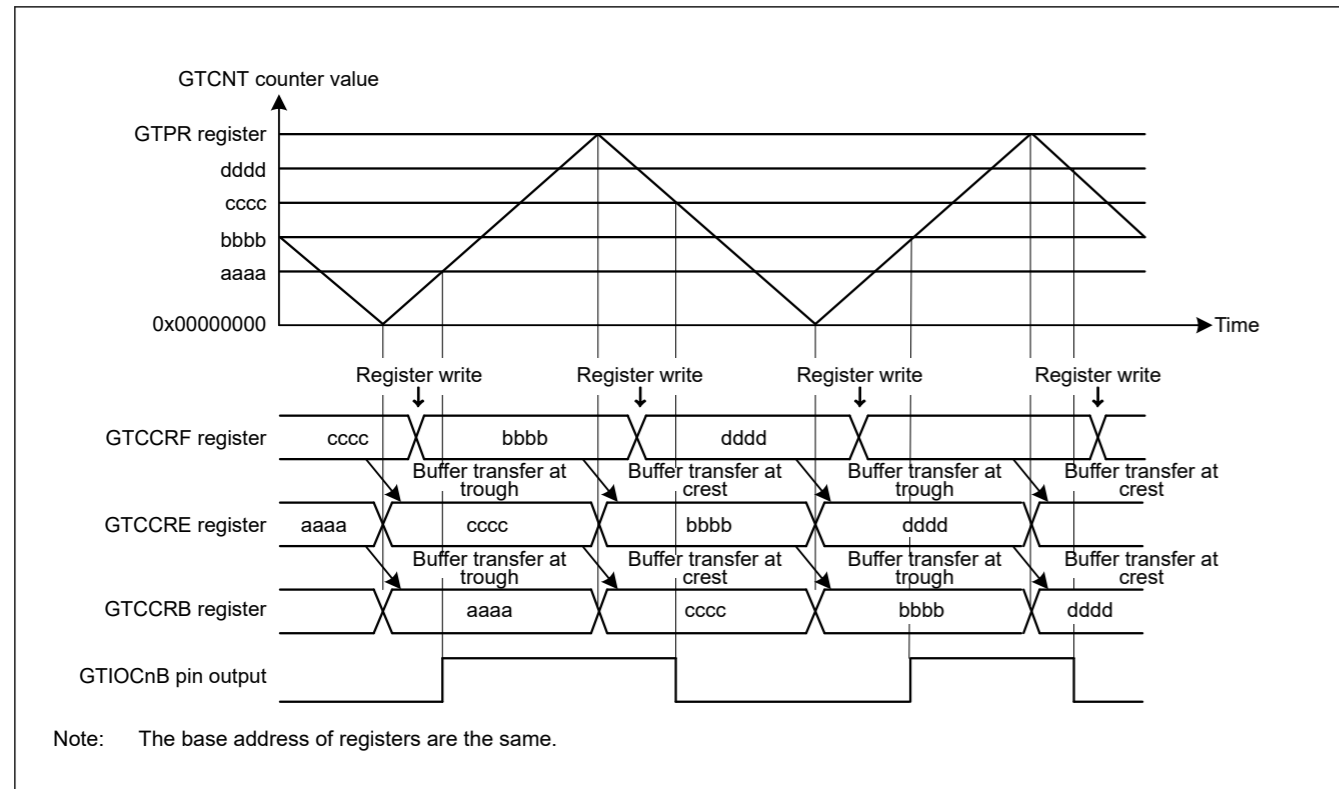 GTCNT counter value
GTPR register
dddd
cccc
bbbb
aaaa
0x00000000
Time
Register write Register write Register write Register write
GTCCRF register cccc bbbb dddd
Buffer transfer at trough
Buffer transfer at crest
Buffer transfer at trough
Buffer transfer at crest
GTCCRE register aaaa cccc bbbb dddd
Buffer transfer at trough
Buffer transfer at crest
Buffer transfer at trough
Buffer transfer at crest
GTCCRB register aaaa cccc bbbb dddd
GTIOCnB pin output
Note: The base address of registers are the same.